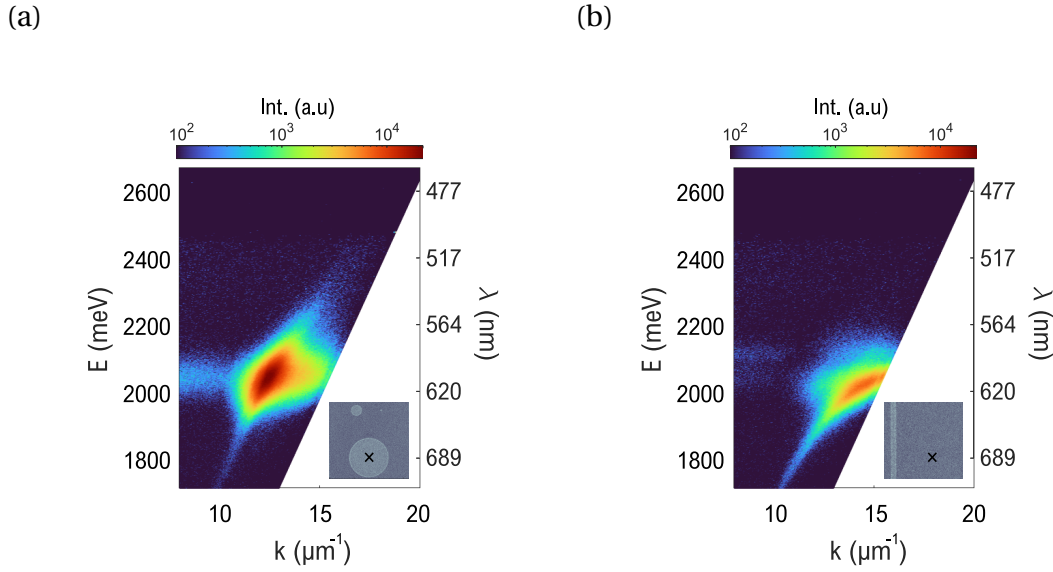 (a)
(b)
Int. (a.u)
10² 10³ 10⁴
E (meV)
2600
2400
2200
2000
1800
477
517
564
620
689
λ (nm)
10 15 20
k (µm⁻¹)
Int. (a.u)
10² 10³ 10⁴
E (meV)
2600
2400
2200
2000
1800
477
517
564
620
689
λ (nm)
10 15 20
k (µm⁻¹)